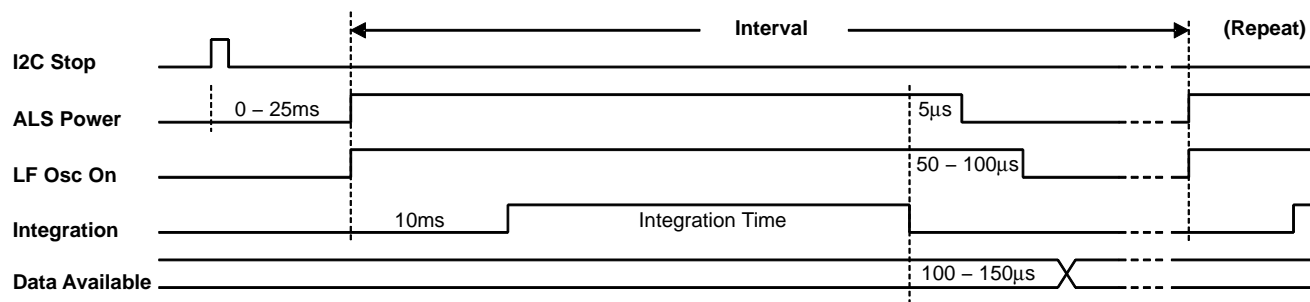 Interval (Repeat)
I2C Stop
0 – 25ms 5μs
ALS Power
50 – 100μs
LF Osc On
10ms Integration Time
Integration
100 – 150μs
Data Available